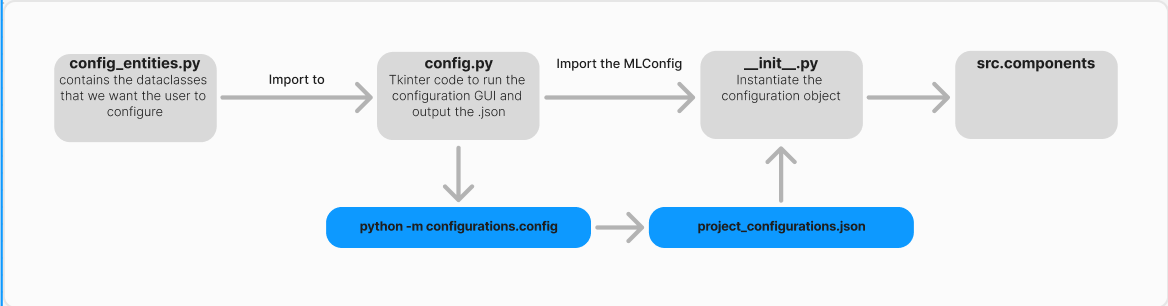 config_entities.py
contains the dataclasses
that we want the user to
configure
Import to
config.py
Tkinter code to run the
configuration GUI and
output the .json
Import the MLConfig
__init__.py
Instantiate the
configuration object
src.components
python -m configurations.config
project_configurations.json